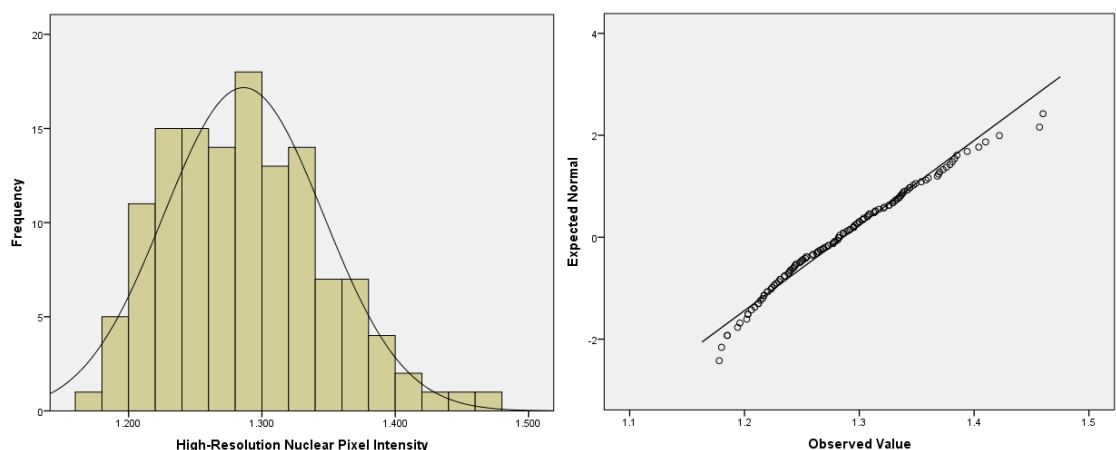 20
15
10
5
0
Frequency
1.200 1.300 1.400 1.500
High-Resolution Nuclear Pixel Intensity
4
2
0
-2
Expected Normal
1.1 1.2 1.3 1.4 1.5
Observed Value